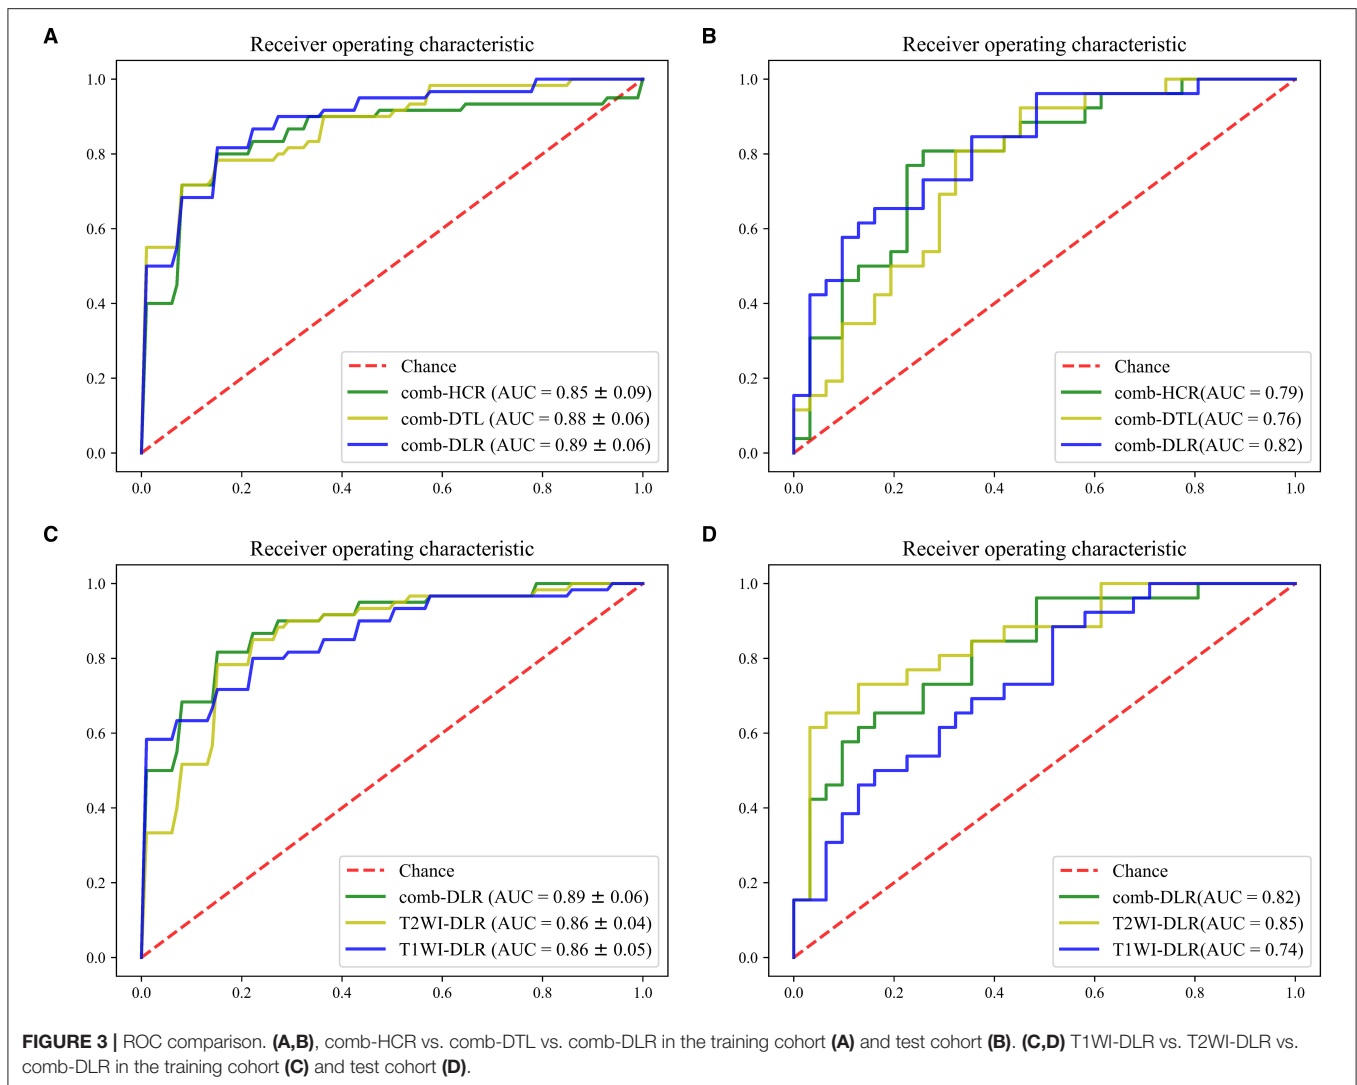 A
Receiver operating characteristic
1.0
0.8
0.6
0.4
0.2
0.0
0.0 0.2 0.4 0.6 0.8 1.0
Chance
comb-HCR (AUC = 0.85 ± 0.09)
comb-DTL (AUC = 0.88 ± 0.06)
comb-DLR (AUC = 0.89 ± 0.06)
B
Receiver operating characteristic
1.0
0.8
0.6
0.4
0.2
0.0
0.0 0.2 0.4 0.6 0.8 1.0
Chance
comb-HCR(AUC = 0.79)
comb-DTL(AUC = 0.76)
comb-DLR(AUC = 0.82)
C
Receiver operating characteristic
1.0
0.8
0.6
0.4
0.2
0.0
0.0 0.2 0.4 0.6 0.8 1.0
Chance
comb-DLR (AUC = 0.89 ± 0.06)
T2WI-DLR (AUC = 0.86 ± 0.04)
T1WI-DLR (AUC = 0.86 ± 0.05)
D
Receiver operating characteristic
1.0
0.8
0.6
0.4
0.2
0.0
0.0 0.2 0.4 0.6 0.8 1.0
Chance
comb-DLR(AUC = 0.82)
T2WI-DLR(AUC = 0.85)
T1WI-DLR(AUC = 0.74)
FIGURE 3 | ROC comparison. (A,B), comb-HCR vs. comb-DTL vs. comb-DLR in the training cohort (A) and test cohort (B). (C,D) T1WI-DLR vs. T2WI-DLR vs.
comb-DLR in the training cohort (C) and test cohort (D).